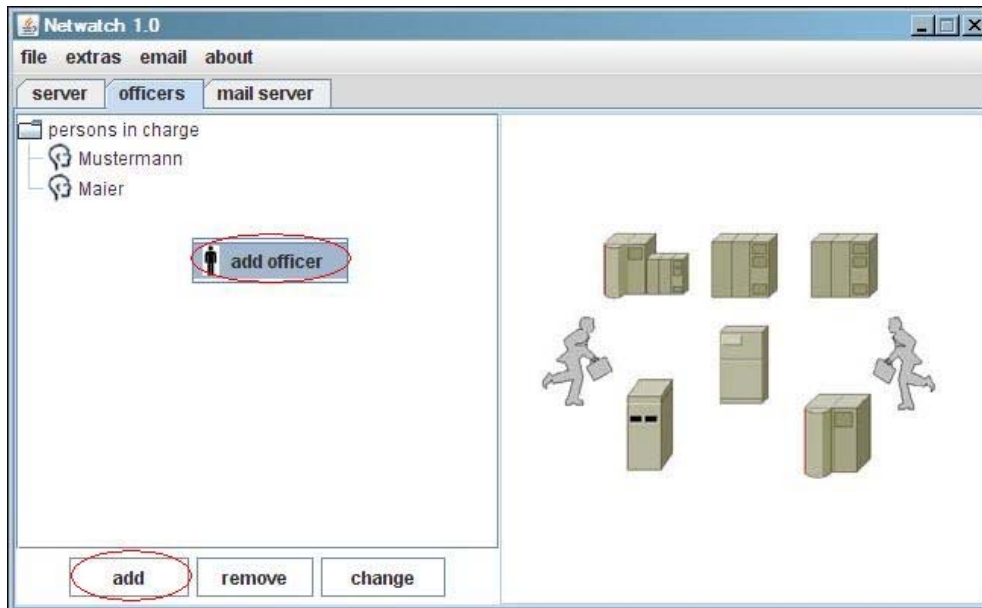 Netwatch 1.0
file extras email about
server officers mail server
persons in charge
Mustermann
Maier
add officer
add remove change